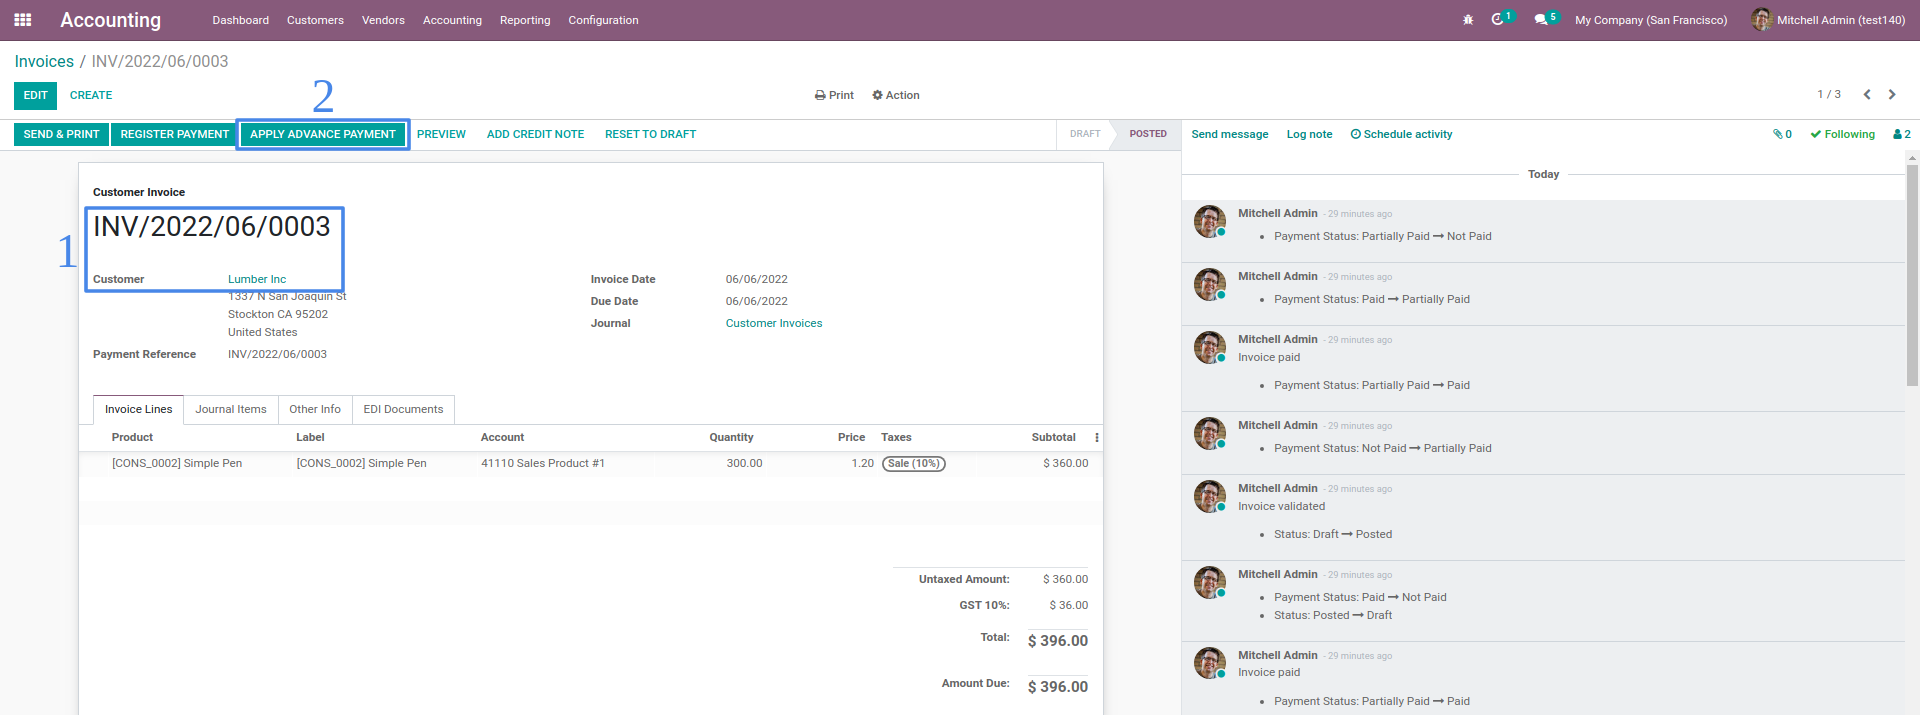 Accounting Dashboard Customers Vendors Accounting Reporting Configuration 1 5 My Company (San Francisco) Mitchell Admin (test140)
Invoices / INV/2022/06/0003
EDIT CREATE 2 Print Action 1 / 3
SEND & PRINT REGISTER PAYMENT APPLY ADVANCE PAYMENT PREVIEW ADD CREDIT NOTE RESET TO DRAFT DRAFT POSTED
Customer Invoice
INV/2022/06/0003
1
Customer Lumber Inc
1337 N San Joaquin St
Stockton CA 95202
United States
Invoice Date 06/06/2022
Due Date 06/06/2022
Journal Customer Invoices
Payment Reference INV/2022/06/0003
Invoice Lines Journal Items Other Info EDI Documents
Product Label Account Quantity Price Taxes Subtotal
[CONS_0002] Simple Pen [CONS_0002] Simple Pen 41110 Sales Product #1 300.00 1.20 Sale (10%) $ 360.00
Untaxed Amount: $ 360.00
GST 10%: $ 36.00
Total: $ 396.00
Amount Due: $ 396.00
Send message Log note Schedule activity 0 Following 2
Today
Mitchell Admin - 29 minutes ago
• Payment Status: Partially Paid → Not Paid
Mitchell Admin - 29 minutes ago
• Payment Status: Paid → Partially Paid
Mitchell Admin - 29 minutes ago
Invoice paid
• Payment Status: Partially Paid → Paid
Mitchell Admin - 29 minutes ago
• Payment Status: Not Paid → Partially Paid
Mitchell Admin - 29 minutes ago
Invoice validated
• Status: Draft → Posted
Mitchell Admin - 29 minutes ago
• Payment Status: Paid → Not Paid
• Status: Posted → Draft
Mitchell Admin - 29 minutes ago
Invoice paid
• Payment Status: Partially Paid → Paid